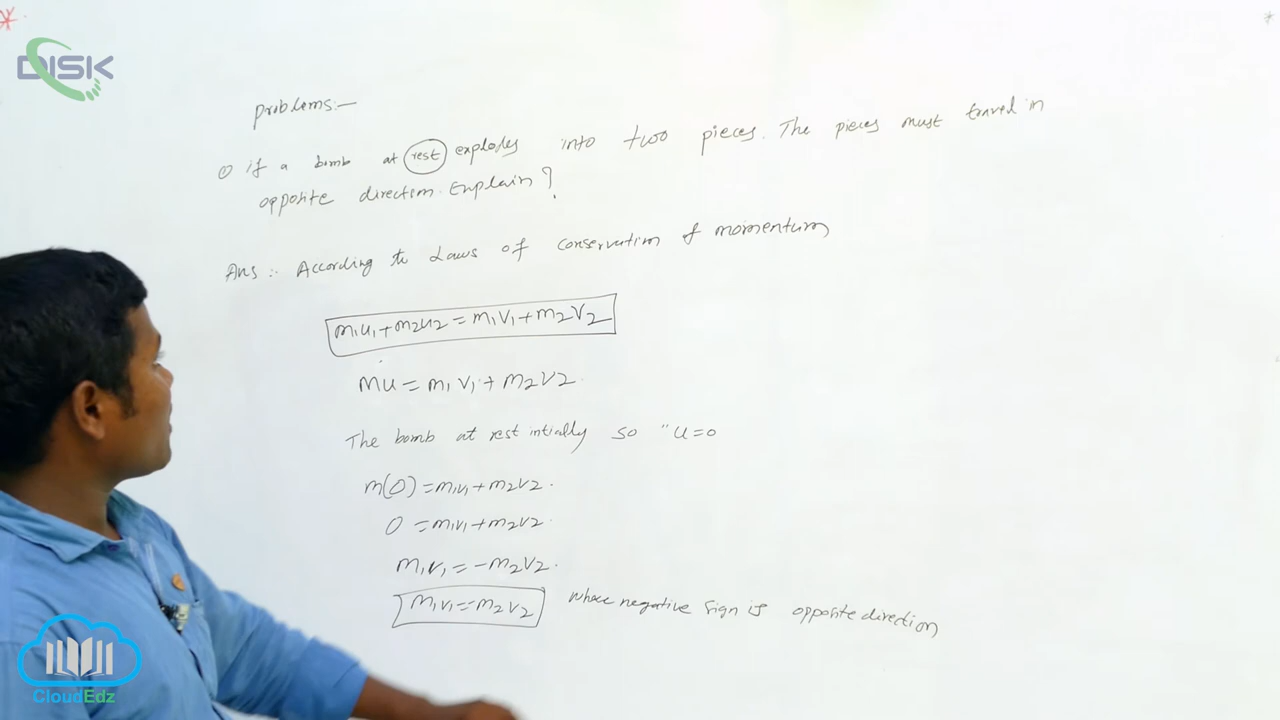 DISK
problems:-
① if a bomb at rest explodes into two pieces. The pieces must travel in
opposite direction. Explain?
Ans :- According to Laws of conservation of momentum
m₁u₁+m₂u₂ = m₁v₁+m₂v₂
mu = m₁v₁ + m₂v₂
The bomb at rest intially so "u=0
m(0) = m₁v₁ + m₂v₂.
0 = m₁v₁ + m₂v₂
m₁v₁ = -m₂v₂.
m₁v₁=-m₂v₂ whose negative sign is opposite direction
CloudEdz